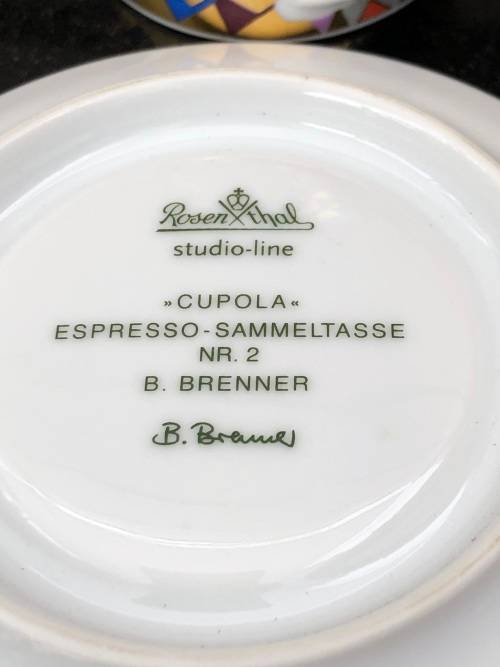 Rosenthal
studio-line
»CUPOLA«
ESPRESSO-SAMMELTASSE
NR. 2
B. BRENNER
B. Brenner